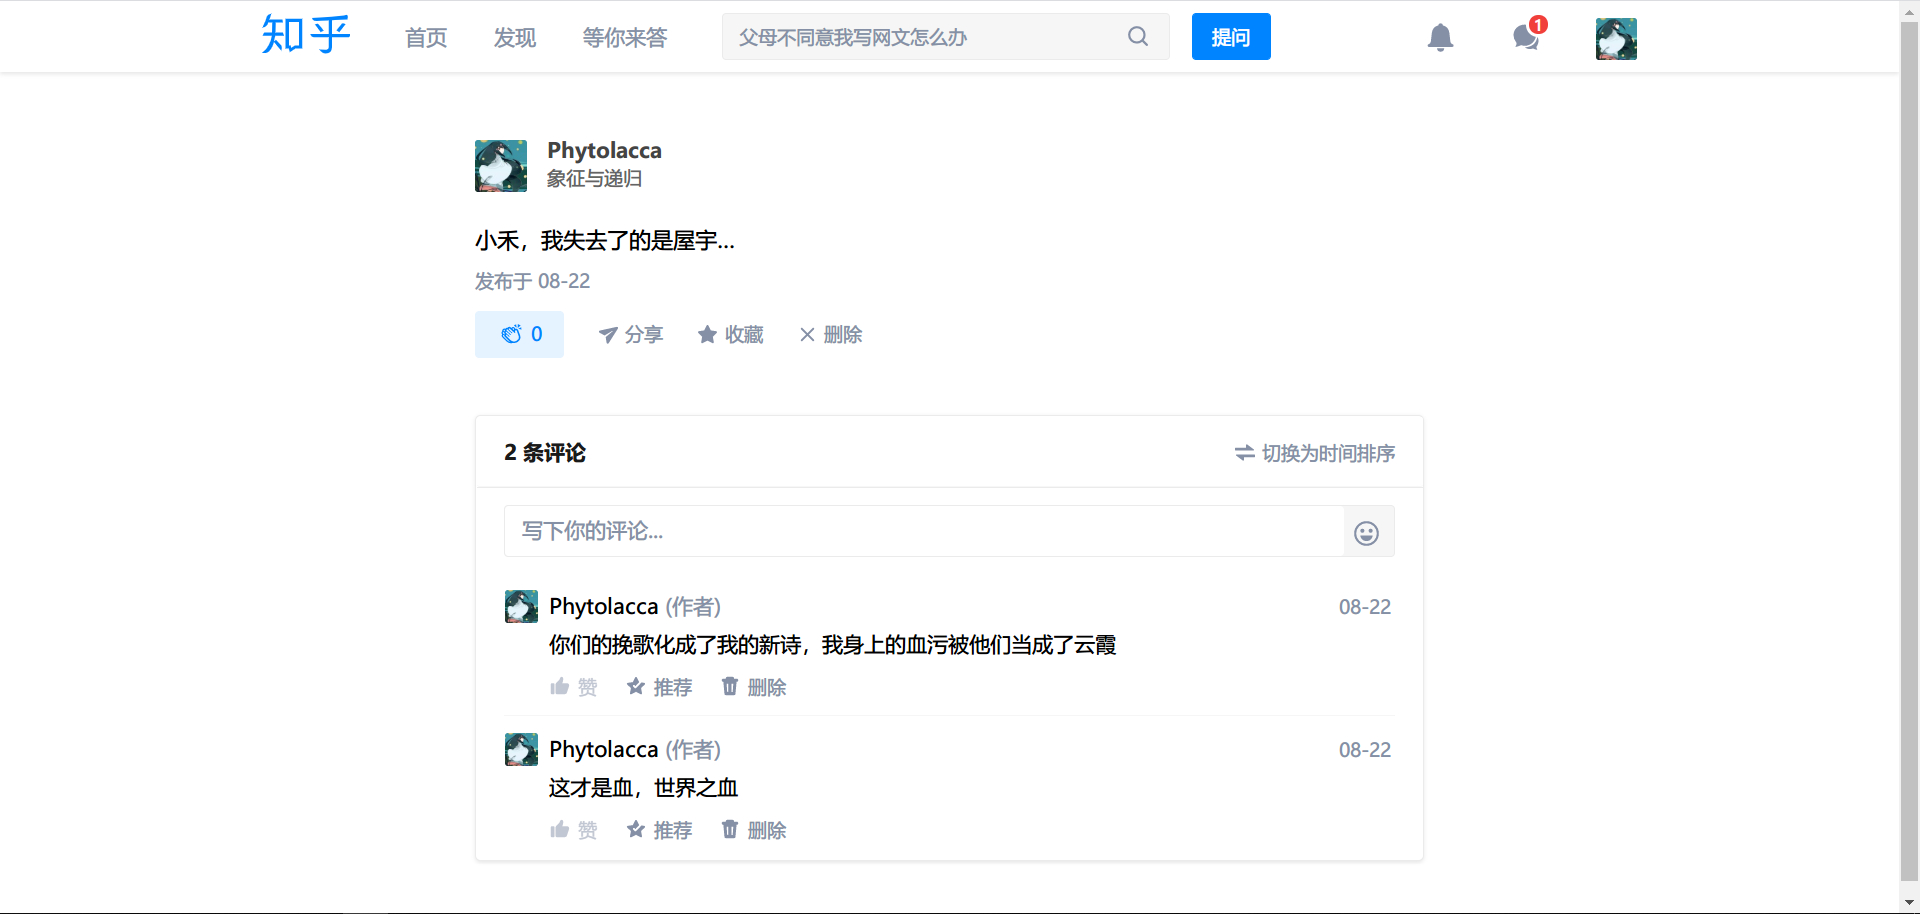 知乎 首页 发现 等你来答 父母不同意我写网文怎么办 提问 1
Phytolacca
象征与递归
小禾，我失去了的是屋宇...
发布于 08-22
0 分享 收藏 删除
2 条评论 切换为时间排序
写下你的评论...
Phytolacca (作者) 08-22
你们的挽歌化成了我的新诗，我身上的血污被他们当成了云霞
赞 推荐 删除
Phytolacca (作者) 08-22
这才是血，世界之血
赞 推荐 删除